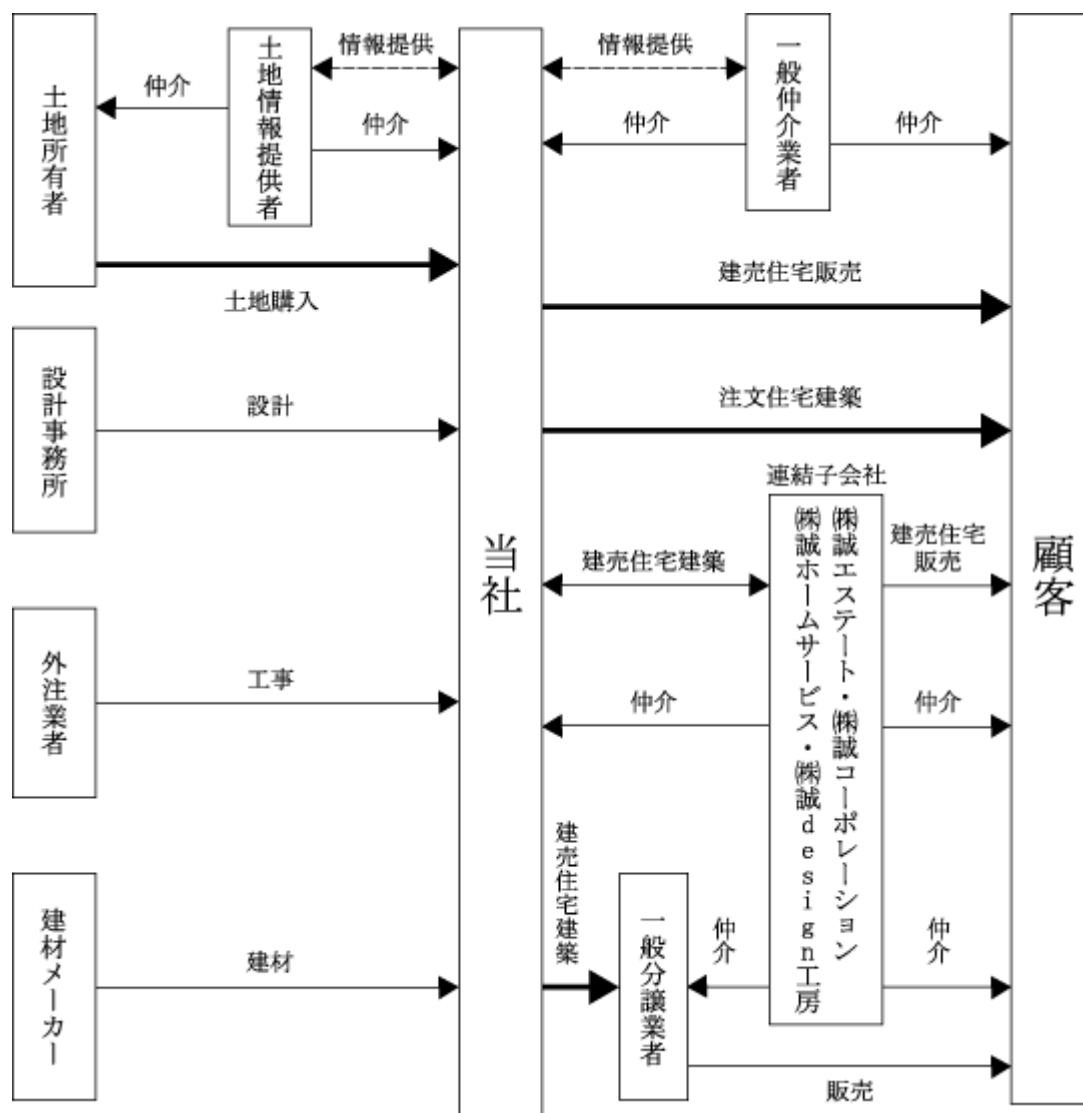 土地所有者
仲介
土地情報提供者
情報提供
仲介
土地購入
設計事務所
設計
外注業者
工事
建材メーカー
建材
当社
情報提供
仲介
一般仲介業者
仲介
建売住宅販売
注文住宅建築
連結子会社
㈱誠エステート・㈱誠コーポレーション
㈱誠ホームサービス・㈱誠design工房
建売住宅建築
建売住宅
販売
仲介
仲介
建売住宅建築
一般分譲業者
仲介
仲介
販売
顧客